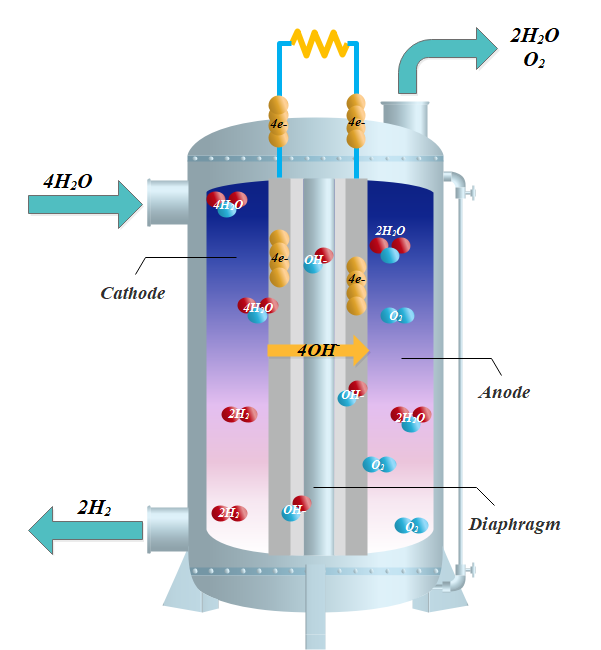 2H₂O
O₂
4e-
4e-
4H₂O
4H₂O
2H₂O
4e-
OH-
4e-
Cathode
4H₂O
O₂
4OH
Anode
OH-
2H₂
2H₂O
O₂
2H₂
2H₂
OH-
O₂
Diaphragm